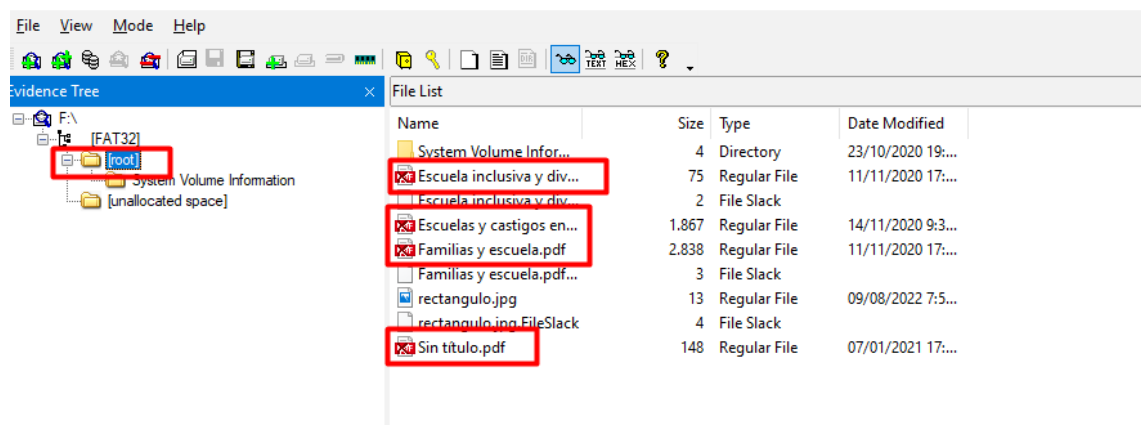 File View Mode Help
TEXT HEX
Evidence Tree
File List
F:\
[FAT32]
[root]
System Volume Information
[unallocated space]
Name Size Type Date Modified
System Volume Infor... 4 Directory 23/10/2020 19:...
Escuela inclusiva y div... 75 Regular File 11/11/2020 17:...
Escuela inclusiva y div... 2 File Slack
Escuelas y castigos en... 1.867 Regular File 14/11/2020 9:3...
Familias y escuela.pdf 2.838 Regular File 11/11/2020 17:...
Familias y escuela.pdf... 3 File Slack
rectangulo.jpg 13 Regular File 09/08/2022 7:5...
rectangulo.jpg.FileSlack 4 File Slack
Sin título.pdf 148 Regular File 07/01/2021 17:...